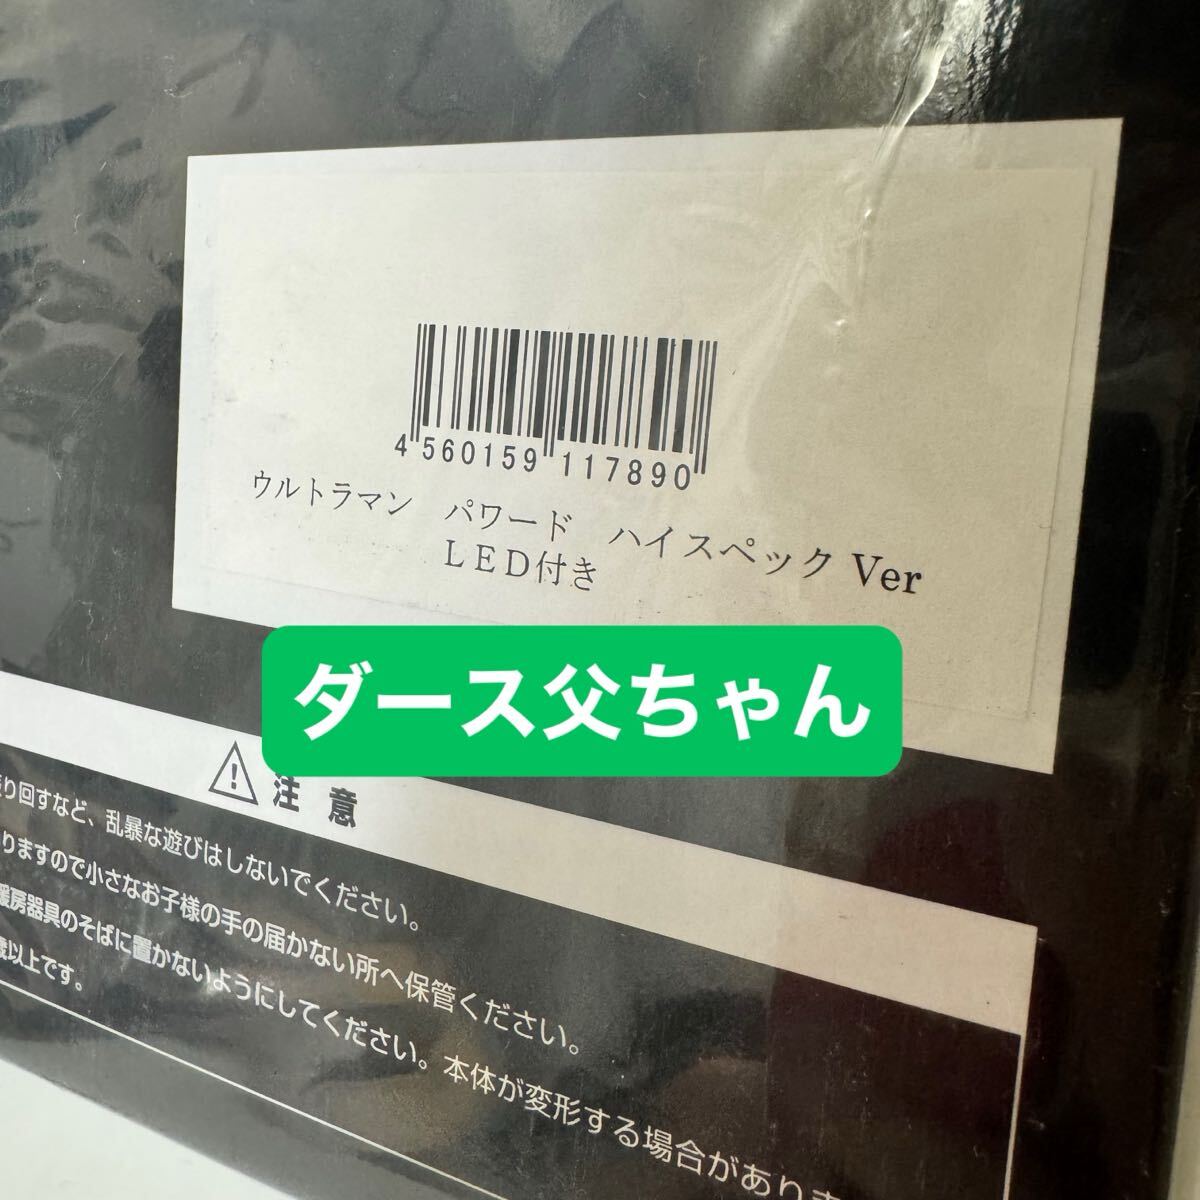 4 560159 117890
ウルトラマン パワード ハイスペック Ver
LED付き
ダース父ちゃん
注 意
り回すなど、乱暴な遊びはしないでください。
りますので小さなお子様の手の届かない所へ保管ください。
暖房器具のそばに置かないようにしてください。本体が変形する場合がありま
歳以上です。